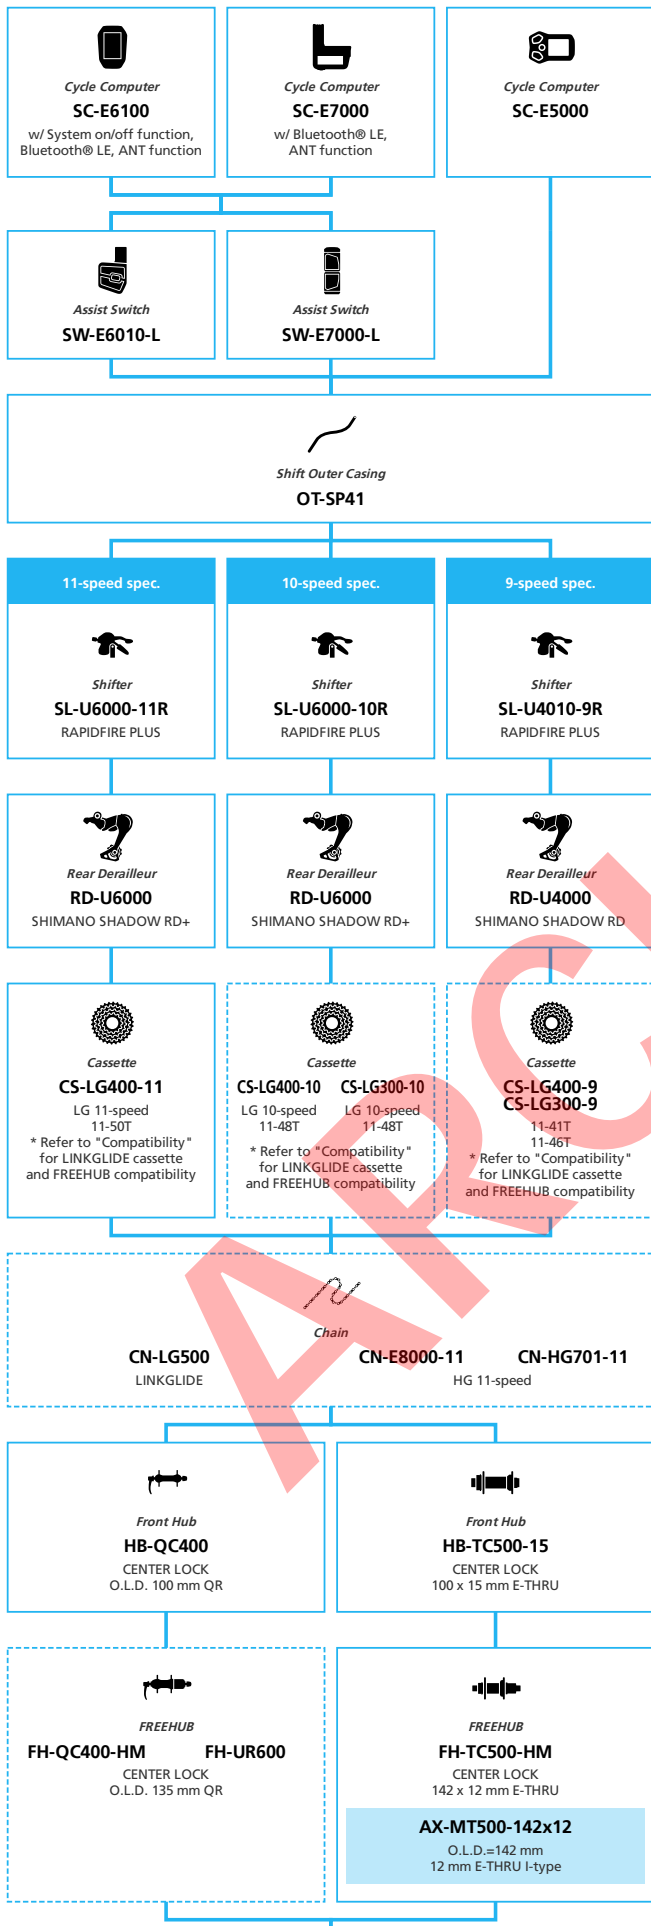 Cycle Computer
SC-E6100
w/ System on/off function,
Bluetooth® LE, ANT function
Cycle Computer
SC-E7000
w/ Bluetooth® LE,
ANT function
Cycle Computer
SC-E5000
Assist Switch
SW-E6010-L
Assist Switch
SW-E7000-L
Shift Outer Casing
OT-SP41
11-speed spec.
10-speed spec.
9-speed spec.
Shifter
SL-U6000-11R
RAPIDFIRE PLUS
Shifter
SL-U6000-10R
RAPIDFIRE PLUS
Shifter
SL-U4010-9R
RAPIDFIRE PLUS
Rear Derailleur
RD-U6000
SHIMANO SHADOW RD+
Rear Derailleur
RD-U6000
SHIMANO SHADOW RD+
Rear Derailleur
RD-U4000
SHIMANO SHADOW RD
Cassette
CS-LG400-11
LG 11-speed
11-50T
* Refer to "Compatibility"
for LINKGLIDE cassette
and FREEHUB compatibility
Cassette
CS-LG400-10 CS-LG300-10
LG 10-speed LG 10-speed
11-48T 11-48T
* Refer to "Compatibility"
for LINKGLIDE cassette
and FREEHUB compatibility
Cassette
CS-LG400-9
CS-LG300-9
11-41T
11-46T
* Refer to "Compatibility"
for LINKGLIDE cassette
and FREEHUB compatibility
Chain
CN-LG500 CN-E8000-11 CN-HG701-11
LINKGLIDE HG 11-speed
Front Hub
HB-QC400
CENTER LOCK
O.L.D. 100 mm QR
Front Hub
HB-TC500-15
CENTER LOCK
100 x 15 mm E-THRU
FREEHUB
FH-QC400-HM FH-UR600
CENTER LOCK
O.L.D. 135 mm QR
FREEHUB
FH-TC500-HM
CENTER LOCK
142 x 12 mm E-THRU
AX-MT500-142x12
O.L.D.=142 mm
12 mm E-THRU I-type